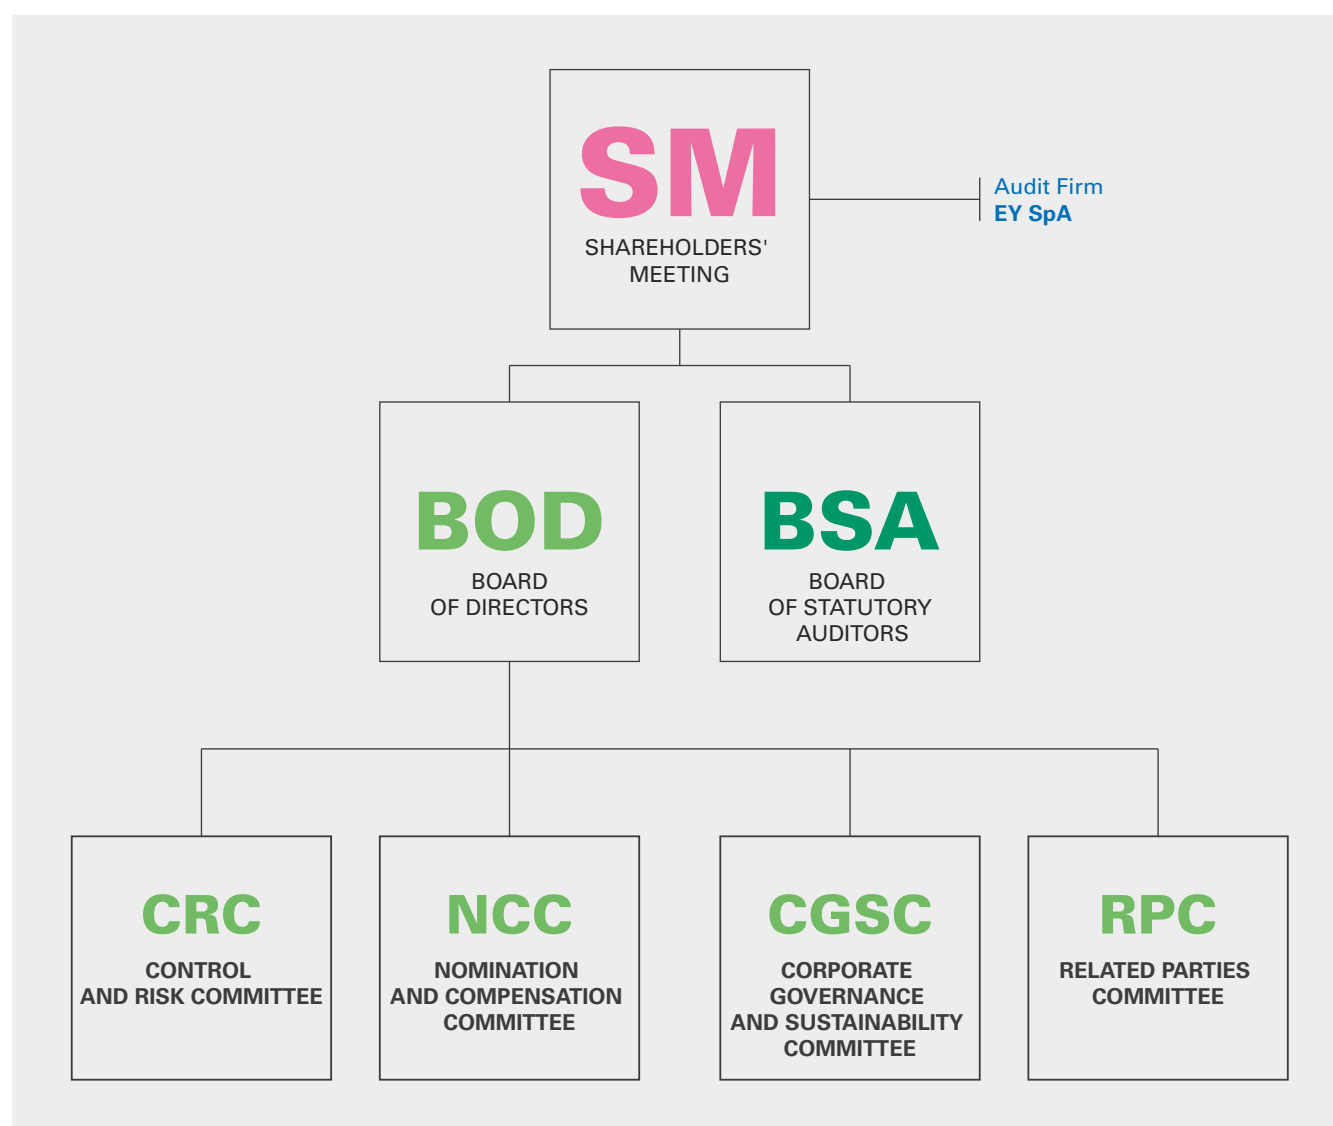 SM
SHAREHOLDERS'
MEETING
Audit Firm
EY SpA
BOD
BOARD
OF DIRECTORS
BSA
BOARD
OF STATUTORY
AUDITORS
CRC
CONTROL
AND RISK COMMITTEE
NCC
NOMINATION
AND COMPENSATION
COMMITTEE
CGSC
CORPORATE
GOVERNANCE
AND SUSTAINABILITY
COMMITTEE
RPC
RELATED PARTIES
COMMITTEE